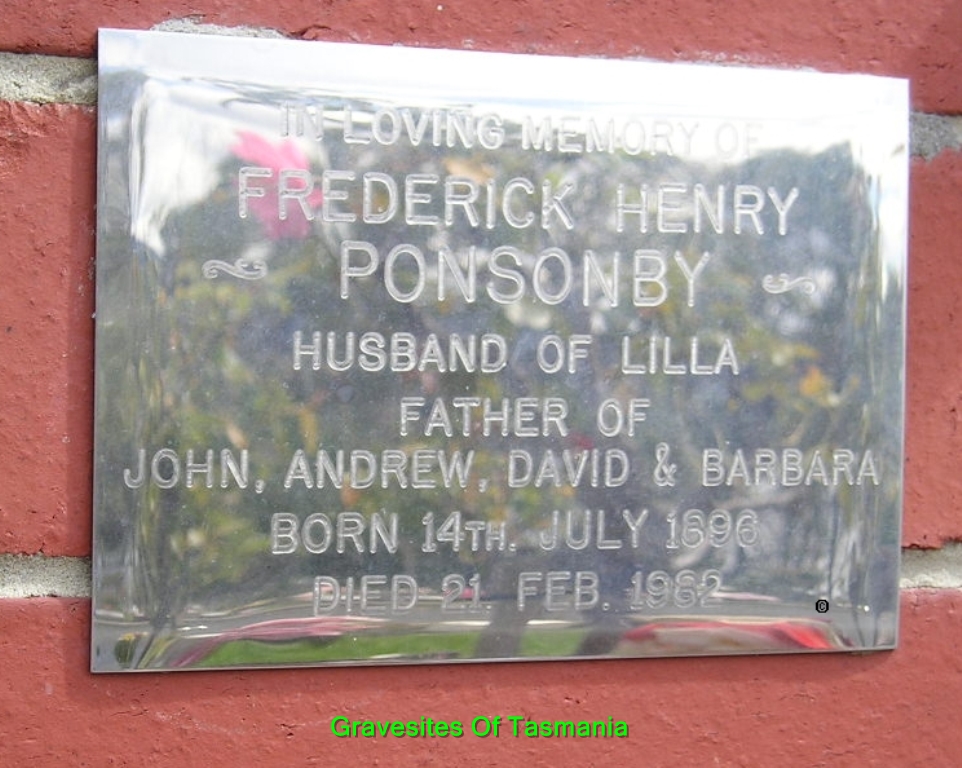 IN LOVING MEMORY OF
FREDERICK HENRY
PONSONBY
HUSBAND OF LILLA
FATHER OF
JOHN, ANDREW, DAVID & BARBARA
BORN 14TH. JULY 1896
DIED 21. FEB. 1982
©
Gravesites Of Tasmania